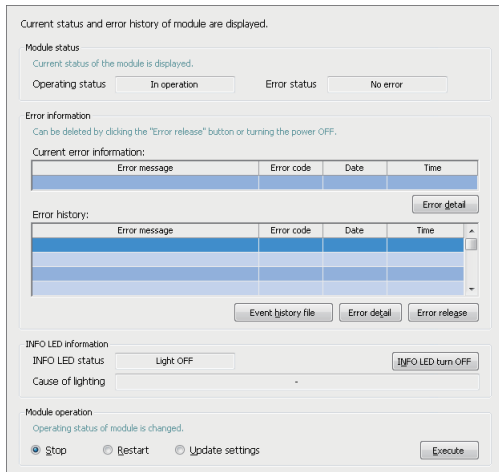 Current status and error history of module are displayed.
Module status
Current status of the module is displayed.
Operating status In operation Error status No error
Error information
Can be deleted by clicking the "Error release" button or turning the power OFF.
Current error information:
Error message Error code Date Time
Error detail
Error history:
Error message Error code Date Time
Event history file Error detail Error release
INFO LED information
INFO LED status Light OFF INFO LED turn OFF
Cause of lighting -
Module operation
Operating status of module is changed.
Stop Restart Update settings Execute